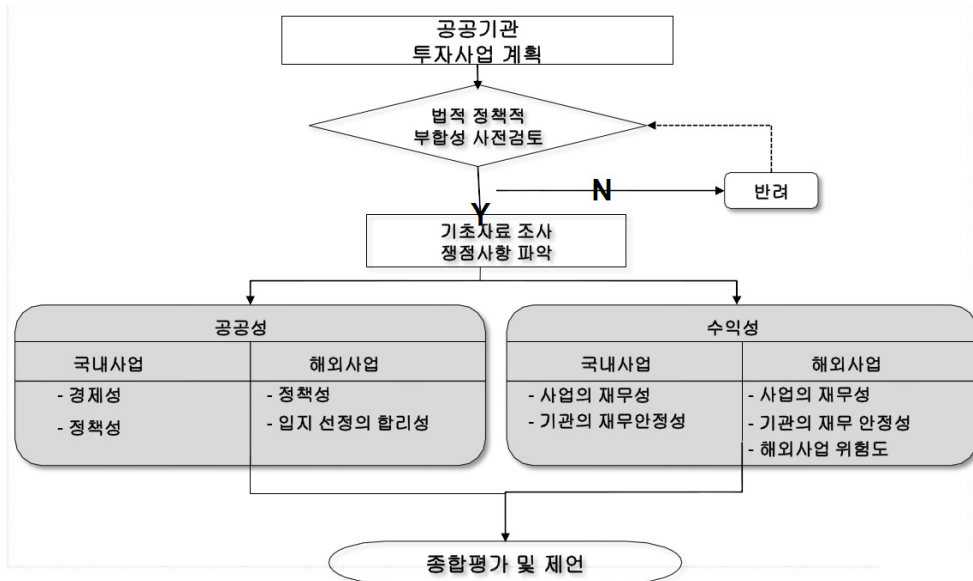 공공기관
투자사업 계획
법적 정책적
부합성 사전검토
N
반려
Y
기초자료 조사
쟁점사항 파악
공공성
국내사업
해외사업
- 경제성
- 정책성
- 정책성
- 입지 선정의 합리성
수익성
국내사업
해외사업
- 사업의 재무성
- 기관의 재무안정성
- 사업의 재무성
- 기관의 재무 안정성
- 해외사업 위험도
종합평가 및 제언